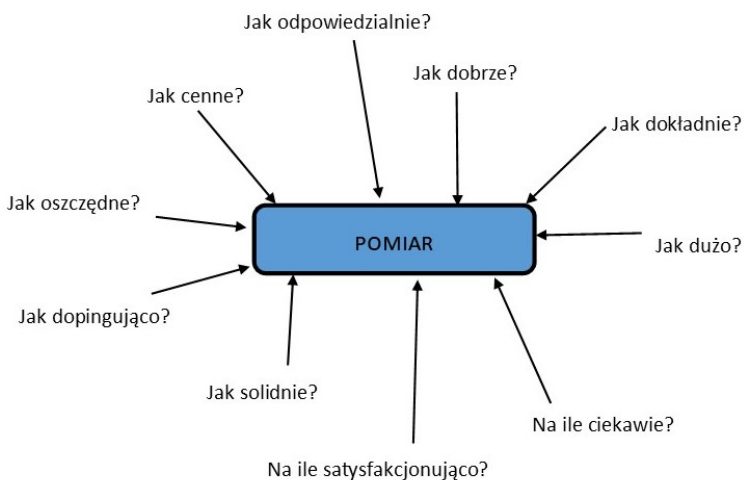 Jak odpowiedzialnie?
Jak dobrze?
Jak cenne?
Jak dokładnie?
Jak oszczędne?
POMIAR
Jak dużo?
Jak dopingująco?
Jak solidnie?
Na ile ciekawie?
Na ile satysfakcjonująco?